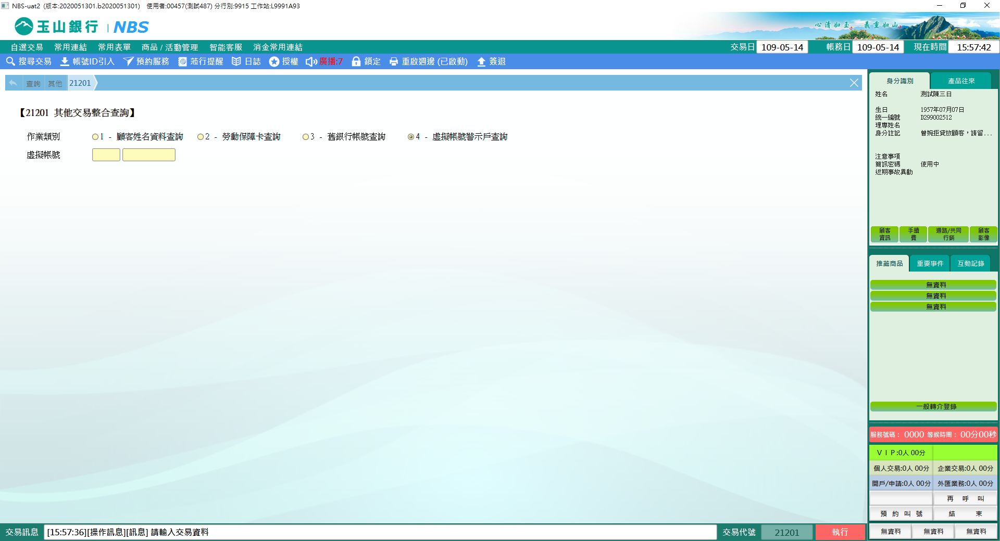 NBS-uat2 (版本:2020051301.b2020051301) 使用者:00457(測試487) 分行別:9915 工作站:L9991A93
玉山銀行 | NBS
心清如玉。 義重如山。
自選交易 常用連結 常用表單 商品 / 活動管理 智能客服 消金常用連結 交易日 109-05-14 帳務日 109-05-14 現在時間 15:57:42
搜尋交易 帳號ID引入 預約服務 蒞行提醒 日誌 授權 廣播:7 鎖定 重啟週邊 (已啟動) 簽退
查詢 其他 21201
【21201 其他交易整合查詢】
作業類別 1 - 顧客姓名資料查詢 2 - 勞動保障卡查詢 3 - 舊銀行帳號查詢 4 - 虛擬帳號警示戶查詢
虛擬帳號
身分識別 產品往來
姓名 測試陳三日
生日 1957年07月07日
統一編號 D299002512
理專姓名
身分註記 曾婉拒貸放顧客，請留...
注意事項
簡訊密碼 使用中
近期事故異動
顧客資訊 手續費 通路/共同行銷 顧客影像
推薦商品 重要事件 互動記錄
無資料
無資料
無資料
一般轉介登錄
服務號碼： 0000 等候時間： 00分00秒
ＶＩＰ:0人 00分
個人交易:0人 00分 企業交易:0人 00分
開戶/申請:0人 00分 外匯業務:0人 00分
再 呼 叫
預 約 叫 號 結 束
無資料 無資料 無資料
交易訊息 [15:57:36][操作訊息][訊息] 請輸入交易資料 交易代號 21201 執行